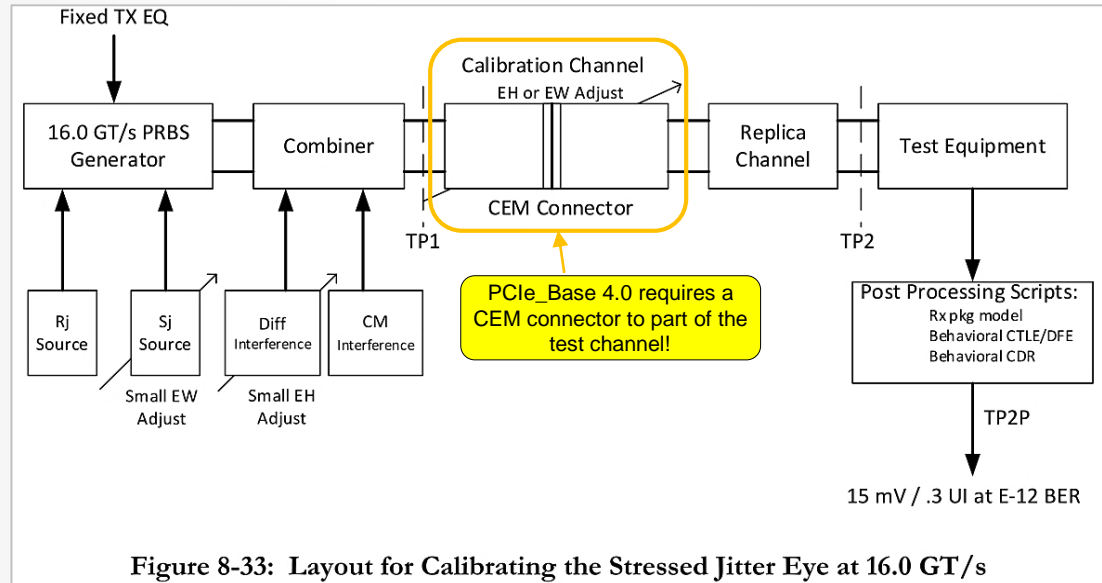 Fixed TX EQ
16.0 GT/s PRBS
Generator
Combiner
Calibration Channel
EH or EW Adjust
CEM Connector
Replica
Channel
Test Equipment
TP1
TP2
PCIe_Base 4.0 requires a
CEM connector to part of the
test channel!
Rj
Source
Sj
Source
Diff
Interference
CM
Interference
Small EW
Adjust
Small EH
Adjust
Post Processing Scripts:
Rx pkg model
Behavioral CTLE/DFE
Behavioral CDR
TP2P
15 mV / .3 UI at E-12 BER
Figure 8-33: Layout for Calibrating the Stressed Jitter Eye at 16.0 GT/s